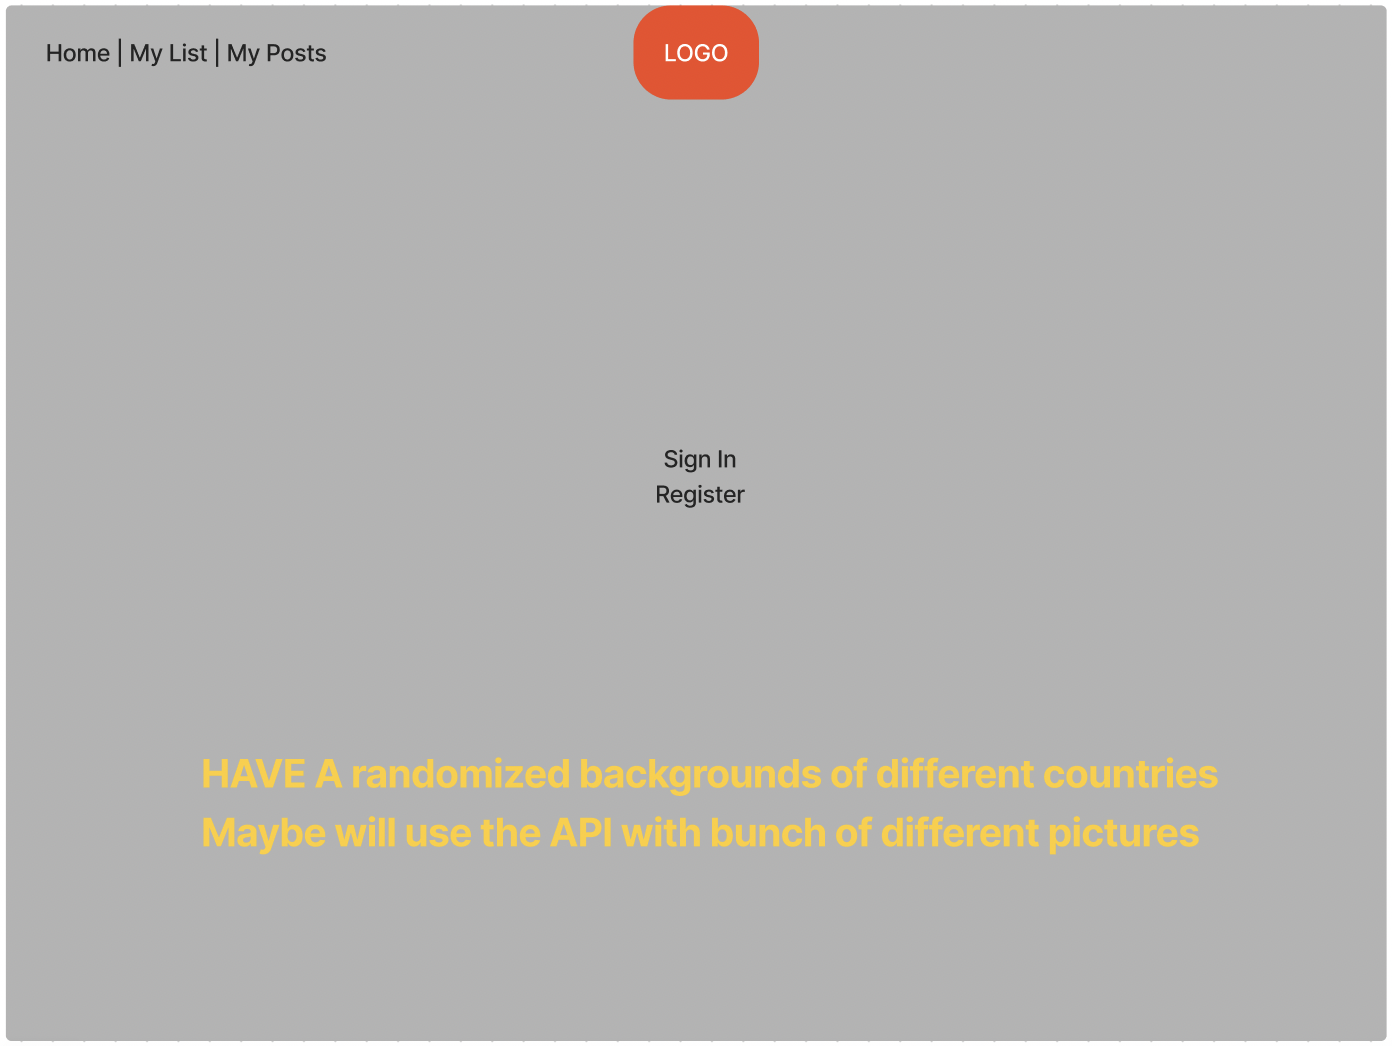 Home | My List | My Posts
LOGO
Sign In
Register
HAVE A randomized backgrounds of different countries
Maybe will use the API with bunch of different pictures